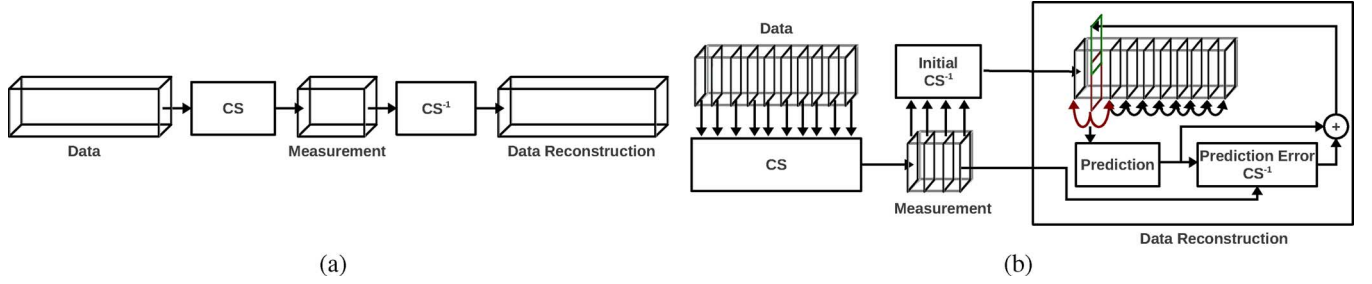 CS
CS-1
Data
Measurement
Data Reconstruction
(a)
Data
Initial
CS-1
CS
Measurement
Prediction
Prediction Error
CS-1
+
Data Reconstruction
(b)